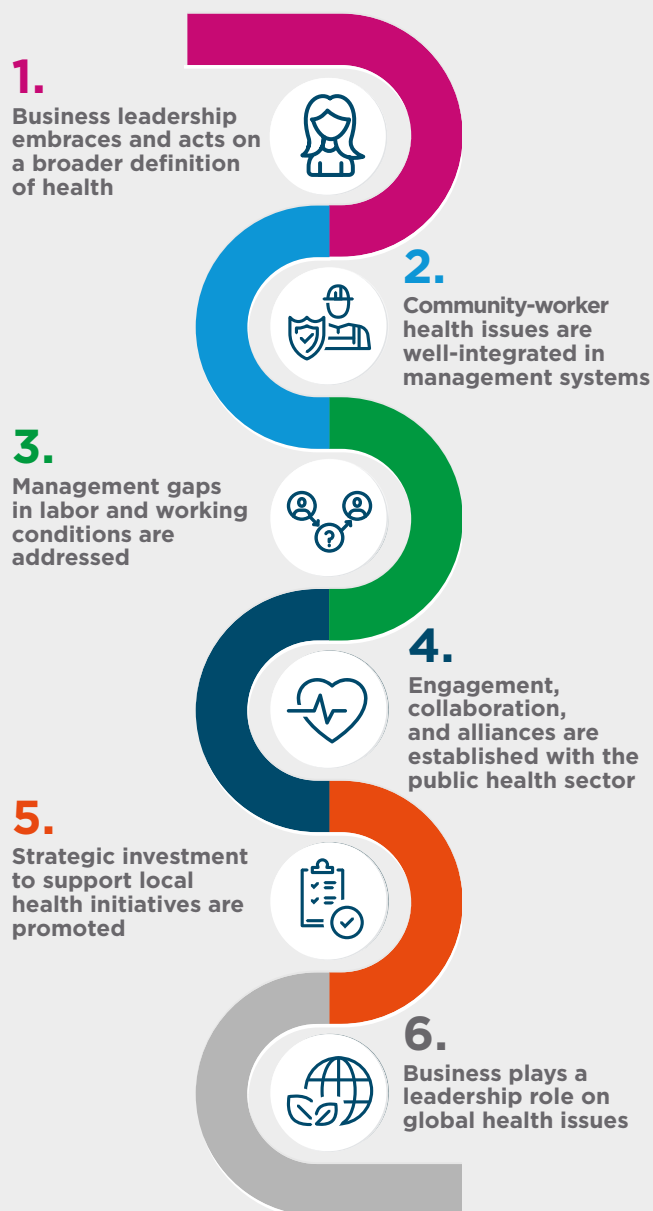 1.
Business leadership
embraces and acts on
a broader definition
of health
2.
Community-worker
health issues are
well-integrated in
management systems
3.
Management gaps
in labor and working
conditions are
addressed
?
4.
Engagement,
collaboration,
and alliances are
established with the
public health sector
5.
Strategic investment
to support local
health initiatives are
promoted
6.
Business plays a
leadership role on
global health issues